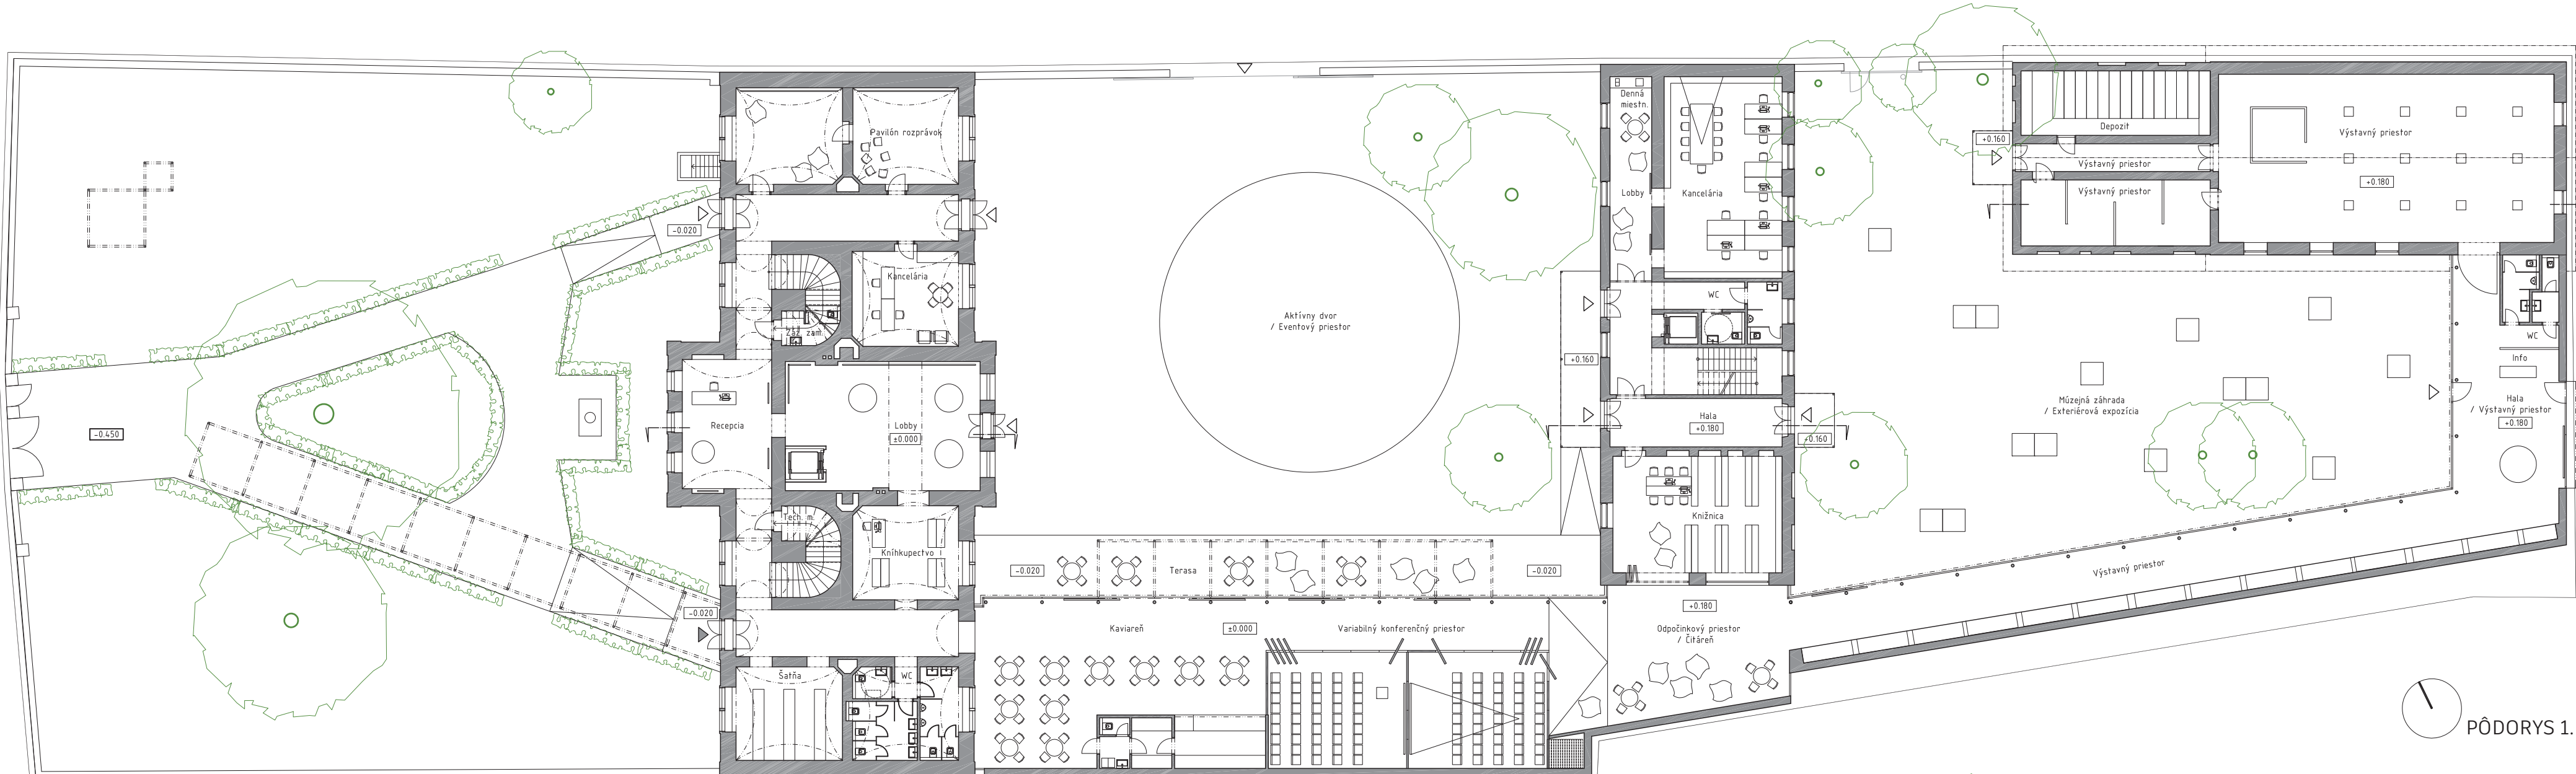 Pavilón rozprávok
-0.020
Kancelária
Záz. zam.
-0.450
Recepcia
Lobby
±0.000
Tech. m.
Kníhkupectvo
-0.020
Šatňa
WC
Aktívny dvor
/ Eventový priestor
-0.020
Terasa
-0.020
Kaviareň
±0.000
Variabilný konferenčný priestor
Denná
miestn.
Lobby
Kancelária
WC
+0.160
Hala
+0.180
+0.160
Knižnica
+0.180
Odpočinkový priestor
/ Čitáreň
+0.160
Depozit
Výstavný priestor
Výstavný priestor
Výstavný priestor
+0.180
Múzejná záhrada
/ Exteriérová expozícia
WC
Info
Hala
/ Výstavný priestor
+0.180
Výstavný priestor
PÔDORYS 1.